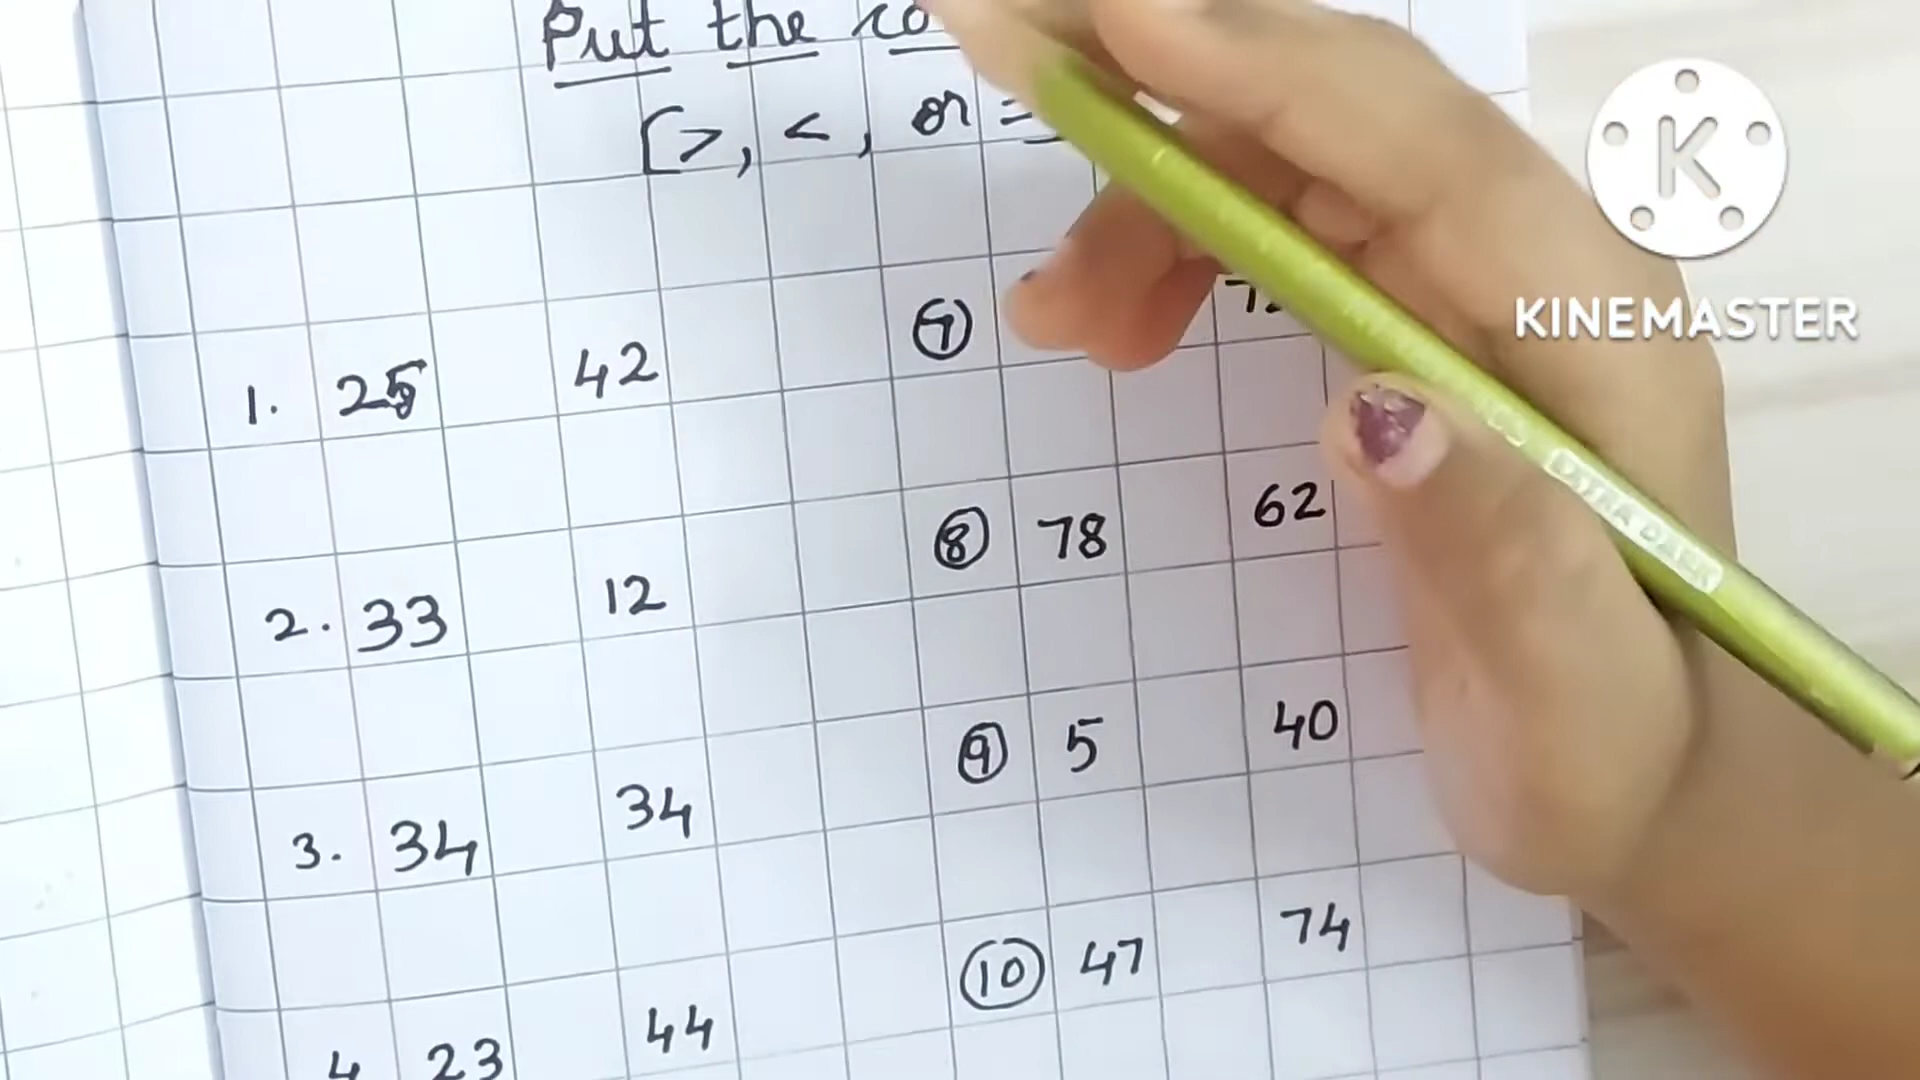 Put the
[>, <, or =
1. 25 42
2. 33 12
3. 34 34
4 23 44
7
8 78 62
9 5 40
10 47 74
K
KINEMASTER